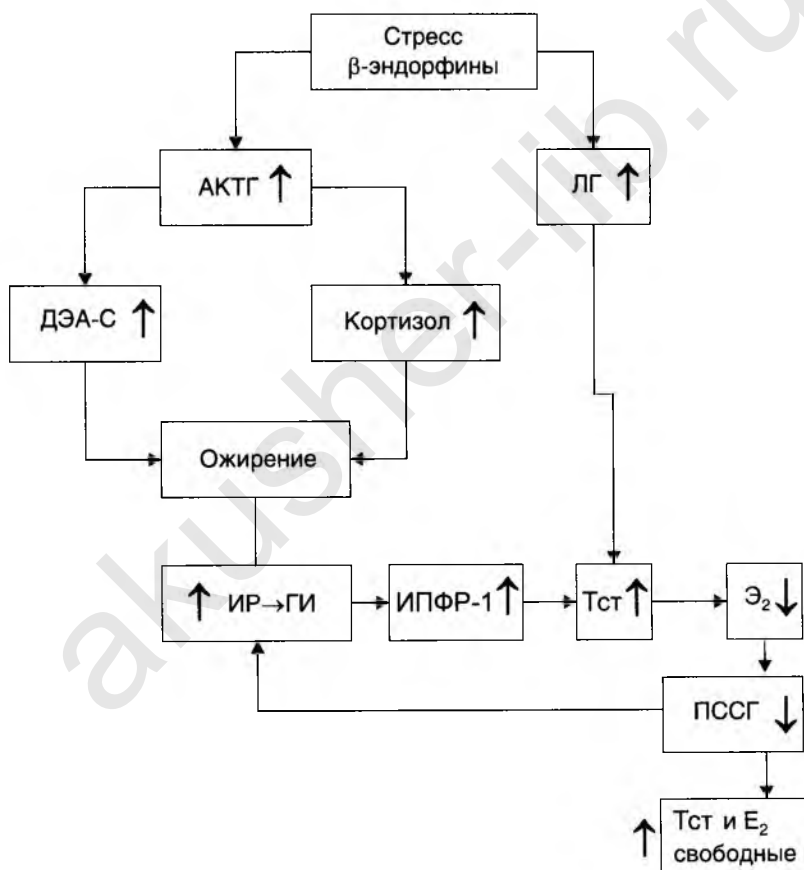 Стресс
β-эндорфины
АКТГ ↑
ЛГ ↑
ДЭА-С ↑
Кортизол ↑
Ожирение
↑ ИР→ГИ
ИПФР-1 ↑
Тст ↑
Э₂ ↓
ПССГ ↓
↑ Тст и Е₂
свободные
akusher-lib.ru